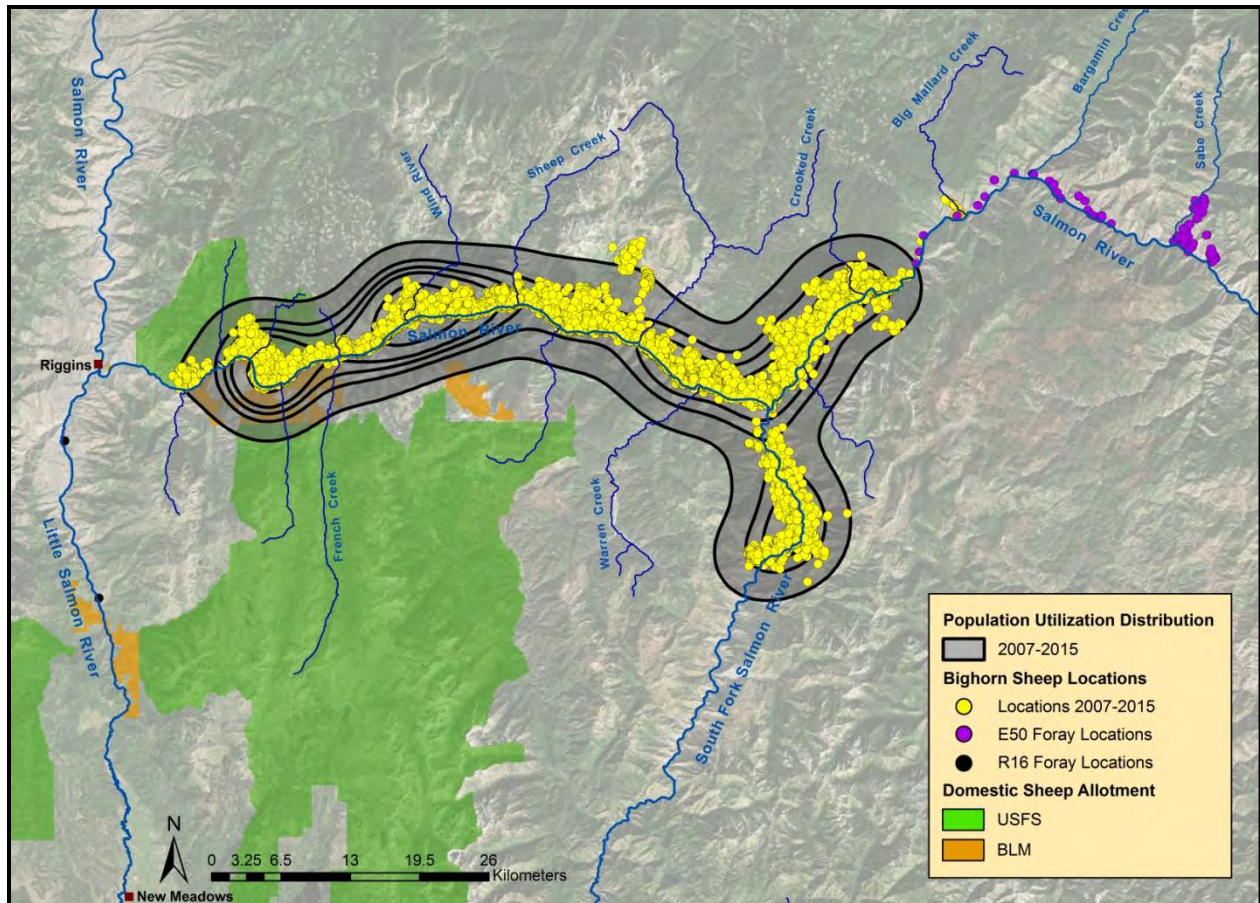 Salmon River
Wind River
Sheep Creek
Crooked Creek
Big Mallard Creek
Bargamin Cree
Sabe Creek
Salmon River
Salmon River
Riggins
French Creek
Warren Creek
Little Salmon River
South Fork Salmon River
N
0 3.25 6.5 13 19.5 26
Kilometers
New Meadows
Population Utilization Distribution
2007-2015
Bighorn Sheep Locations
Locations 2007-2015
E50 Foray Locations
R16 Foray Locations
Domestic Sheep Allotment
USFS
BLM